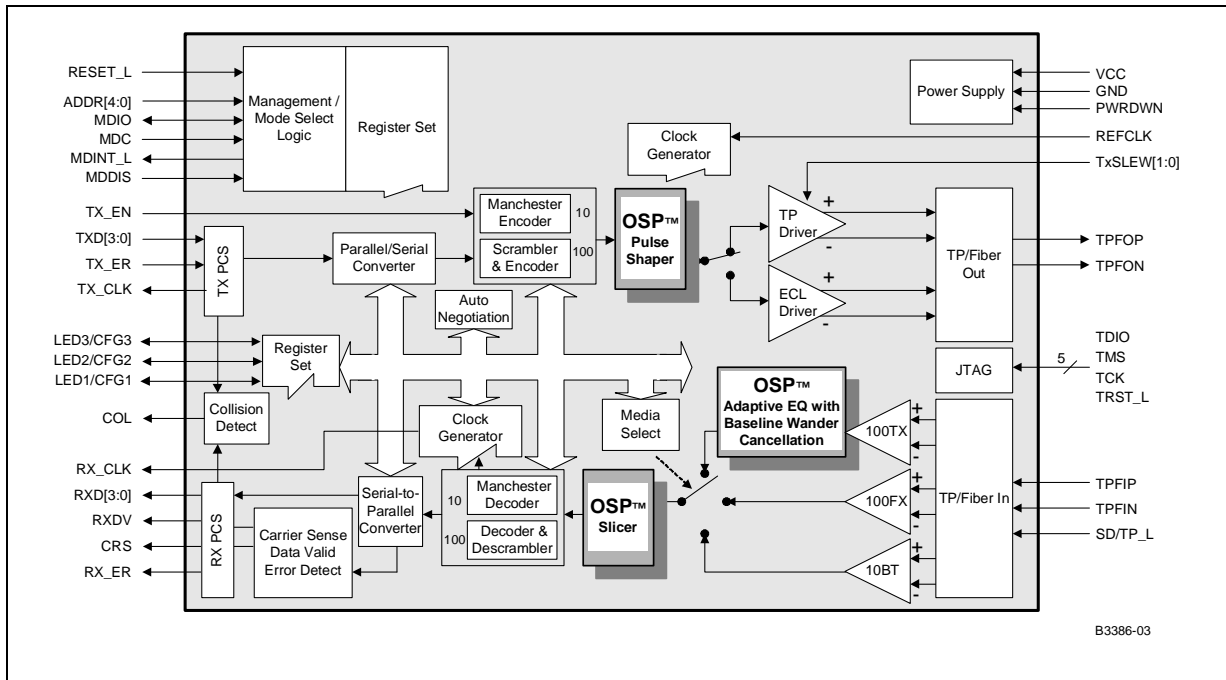 RESET_L
ADDR[4:0]
MDIO
MDC
MDINT_L
MDDIS
Management /
Mode Select
Logic
Register Set
Power Supply
VCC
GND
PWRDWN
Clock
Generator
REFCLK
TxSLEW[1:0]
TX_EN
TXD[3:0]
TX_ER
TX_CLK
TX PCS
Parallel/Serial
Converter
Manchester
Encoder
10
Scrambler
& Encoder
100
OSP™
Pulse
Shaper
TP
Driver
+
-
ECL
Driver
+
-
TP/Fiber
Out
TPFOP
TPFON
Auto
Negotiation
LED3/CFG3
LED2/CFG2
LED1/CFG1
Register
Set
JTAG
5
TDIO
TMS
TCK
TRST_L
COL
Collision
Detect
Clock
Generator
Media
Select
OSP™
Adaptive EQ with
Baseline Wander
Cancellation
100TX
+
-
RX_CLK
RXD[3:0]
RXDV
CRS
RX_ER
RX PCS
Carrier Sense
Data Valid
Error Detect
Serial-to-
Parallel
Converter
10
Manchester
Decoder
100
Decoder &
Descrambler
OSP™
Slicer
100FX
+
-
10BT
+
-
TP/Fiber In
TPFIP
TPFIN
SD/TP_L
B3386-03